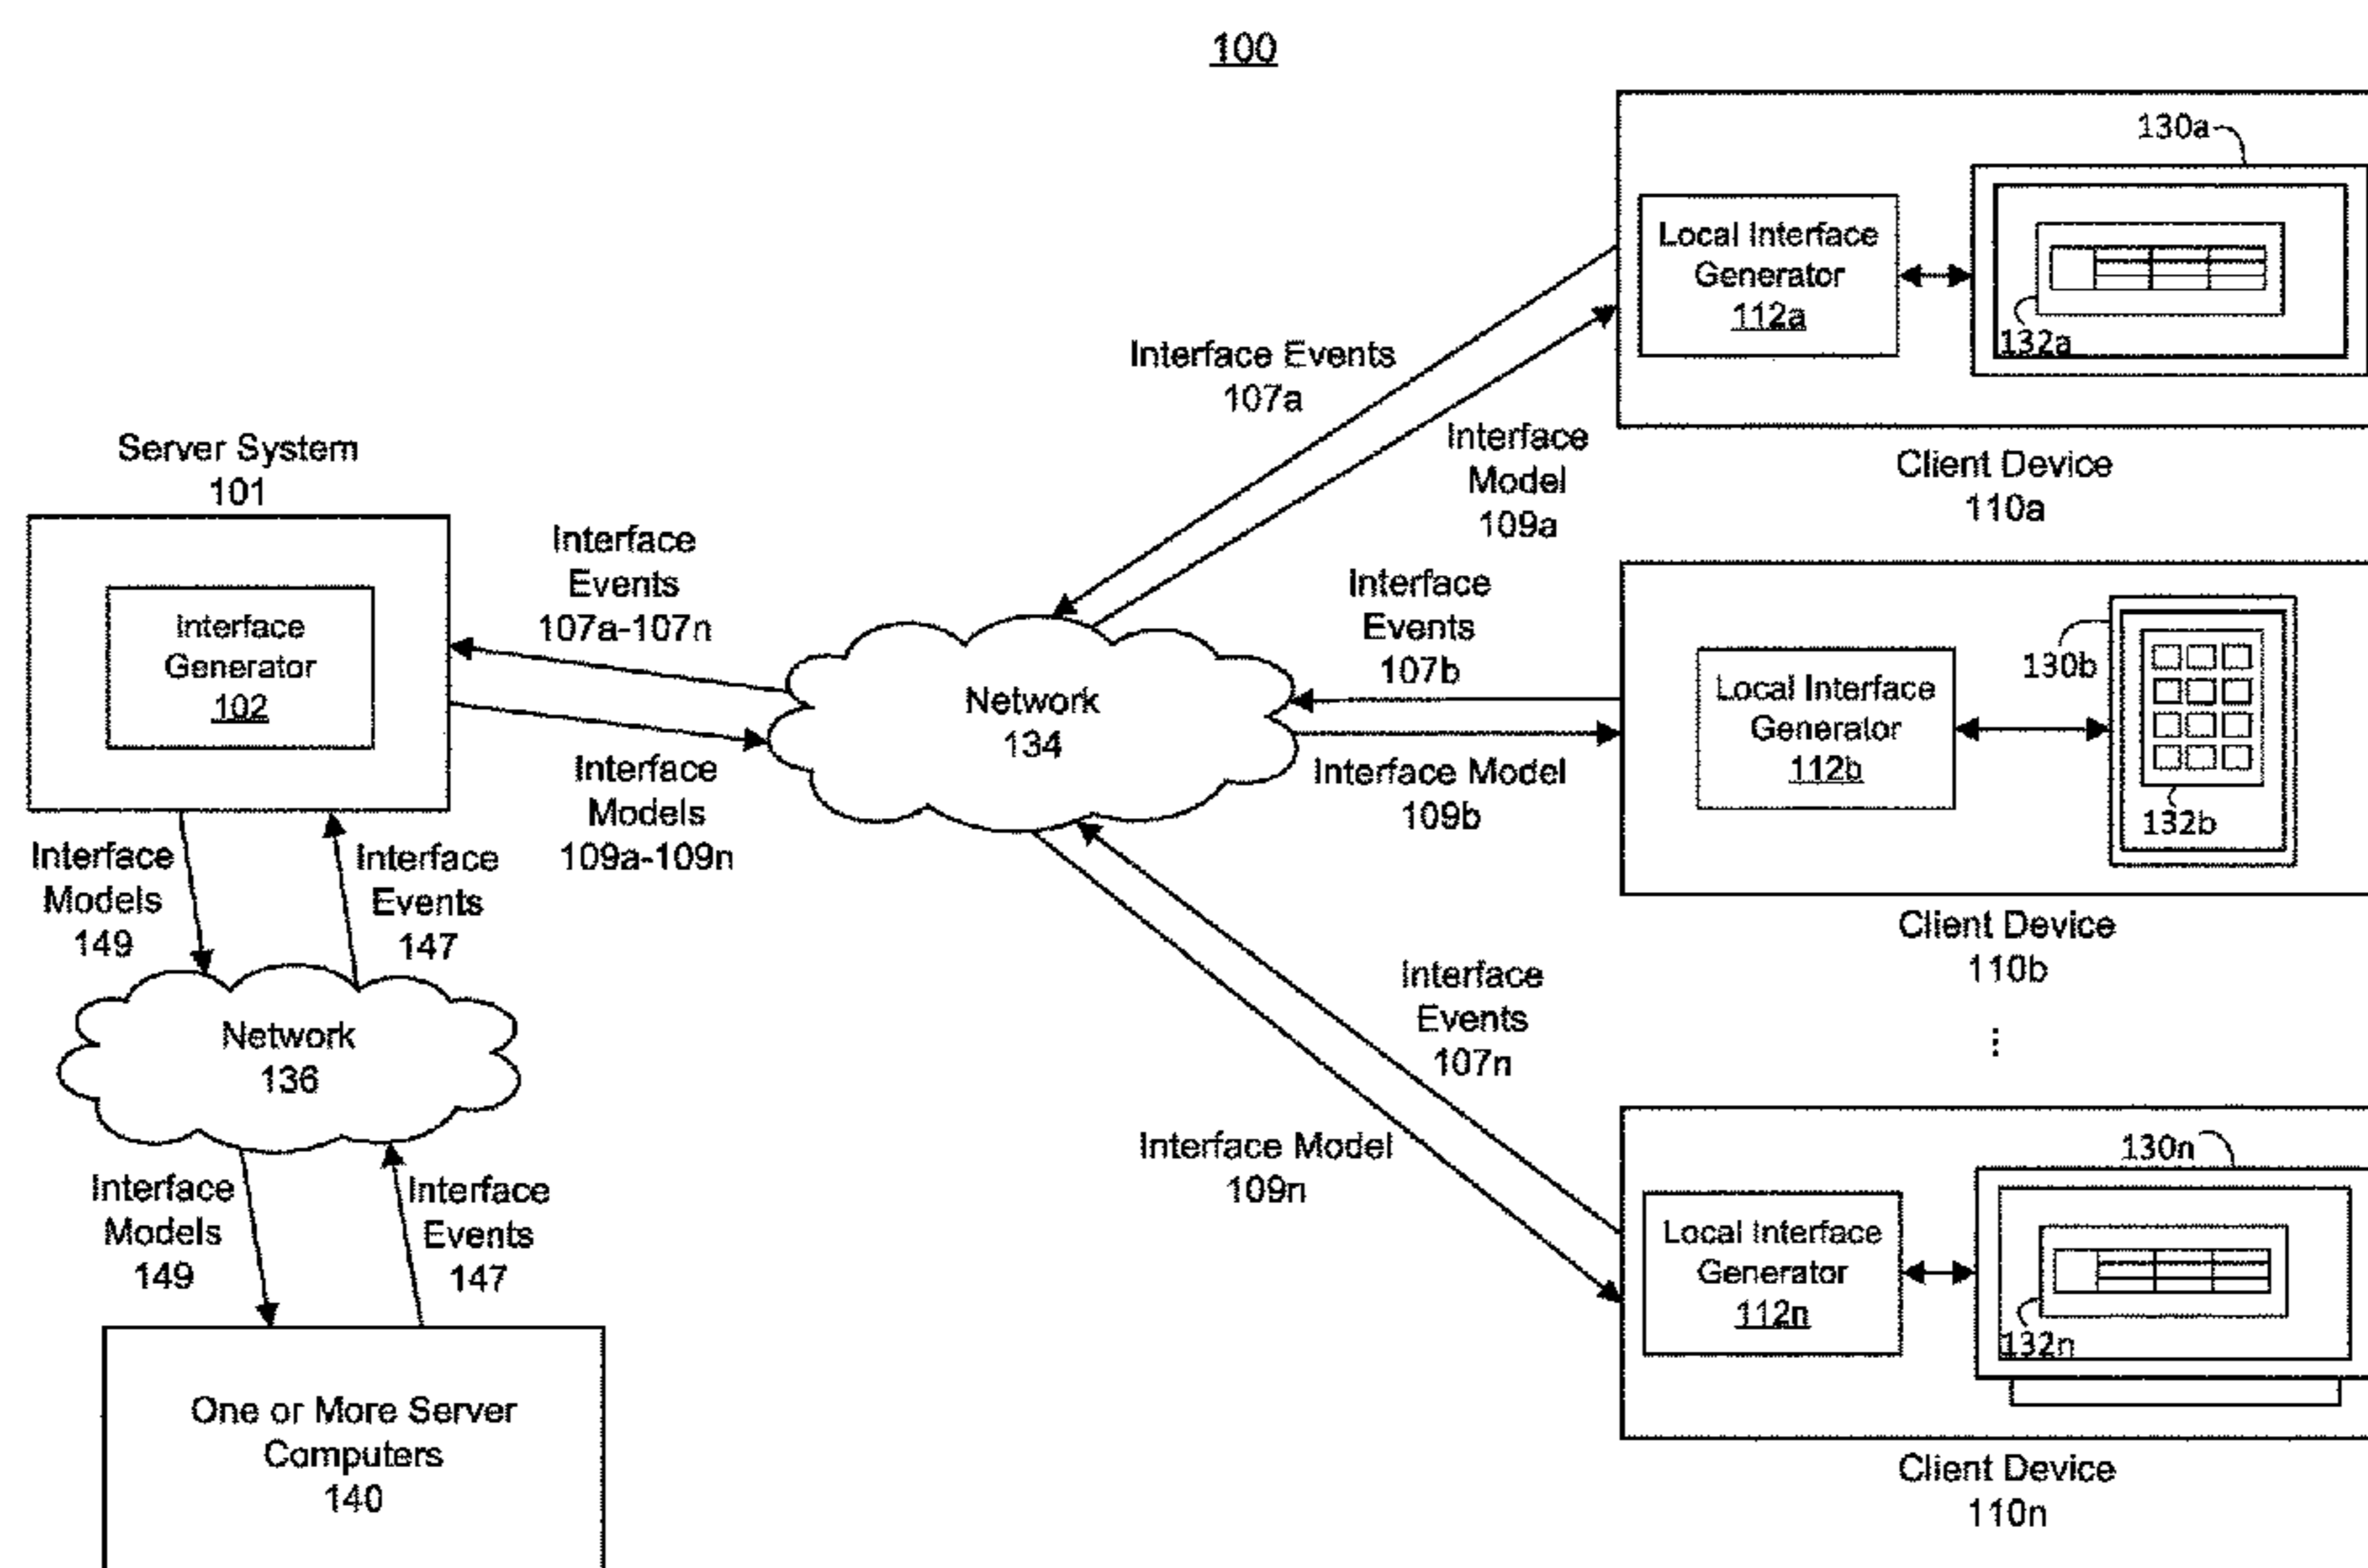 100
130a
Local Interface
Generator
112a
132a
Client Device
110a
Interface Events
107a
Interface
Model
109a
Server System
101
Interface
Generator
102
Interface
Events
107a-107n
Interface
Models
109a-109n
Network
134
Interface
Events
107b
Interface Model
109b
Local Interface
Generator
112b
130b
132b
Client Device
110b
...
Interface
Models
149
Interface
Events
147
Network
136
Interface
Models
149
Interface
Events
147
One or More Server
Computers
140
Interface
Events
107n
Interface Model
109n
130n
Local Interface
Generator
112n
132n
Client Device
110n